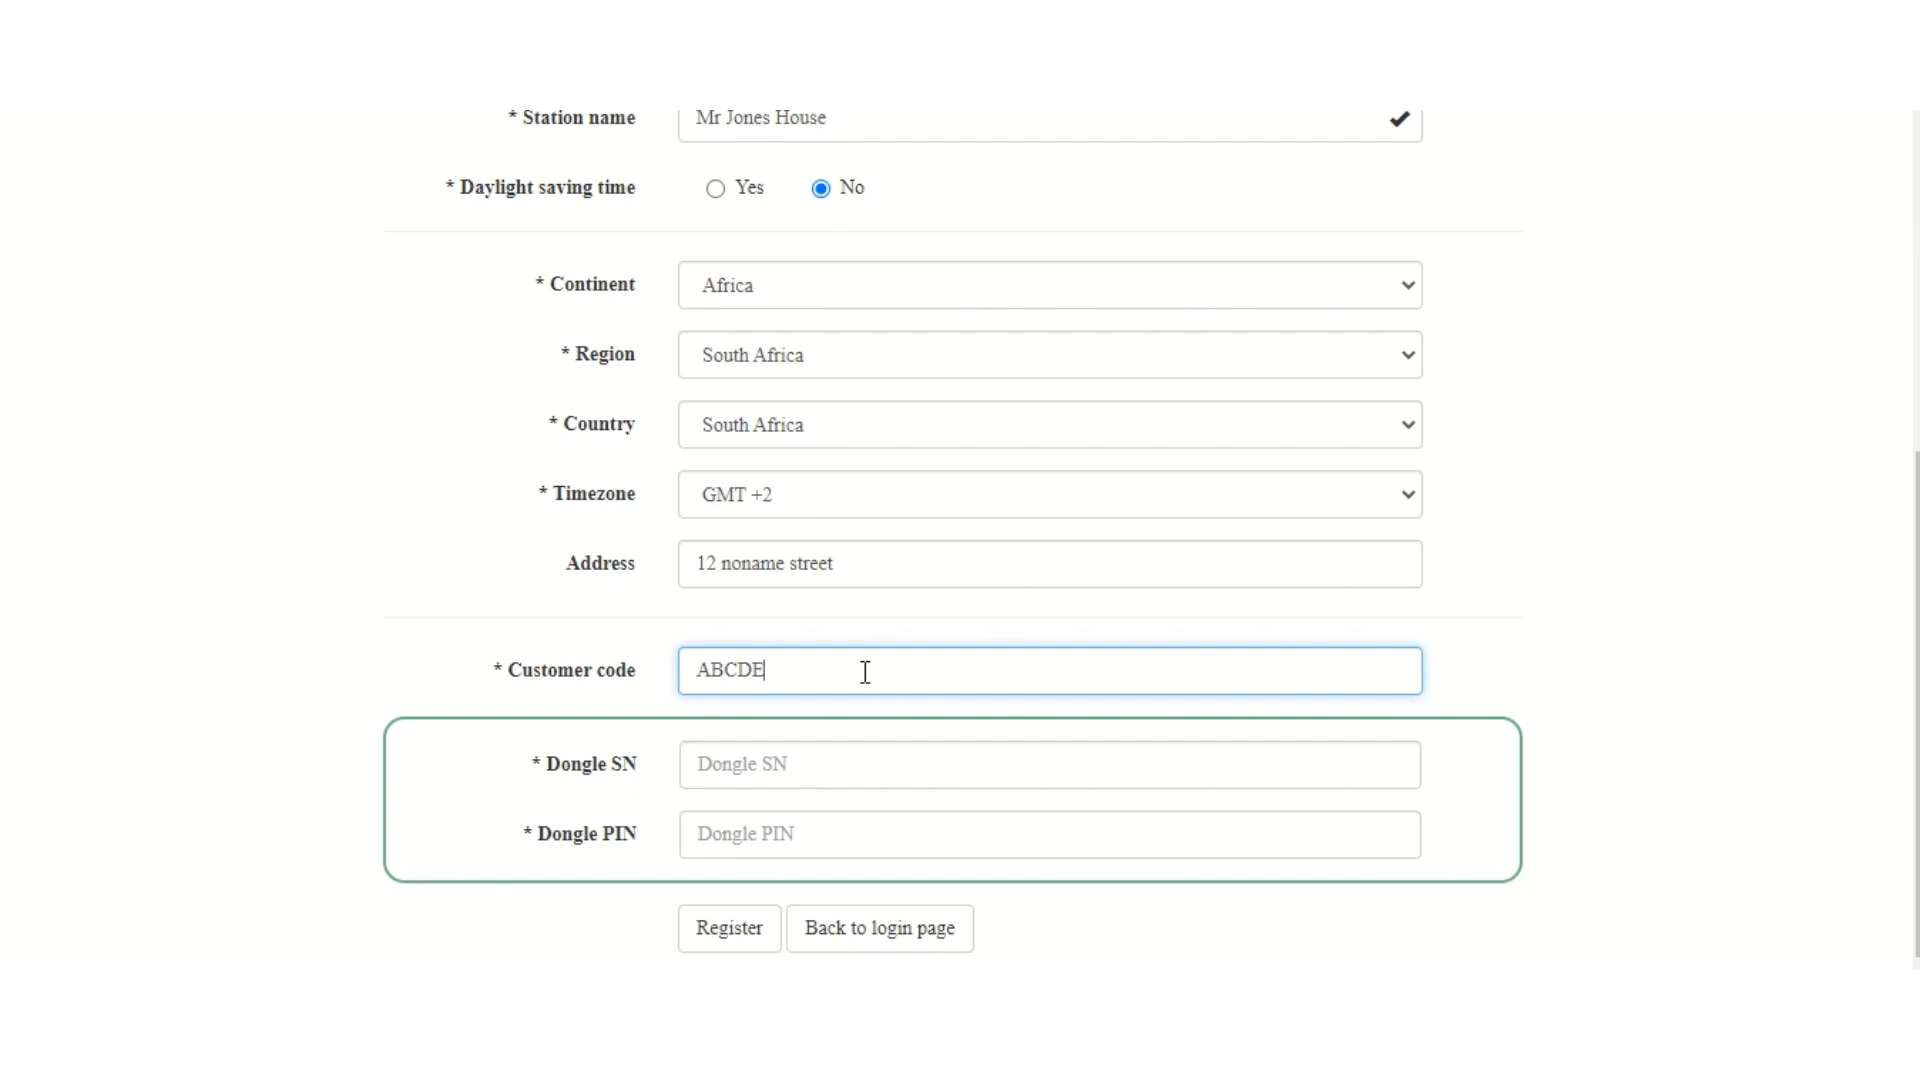 * Station name Mr Jones House
* Daylight saving time Yes No
* Continent Africa
* Region South Africa
* Country South Africa
* Timezone GMT +2
Address 12 noname street
* Customer code ABCDE
* Dongle SN Dongle SN
* Dongle PIN Dongle PIN
Register Back to login page